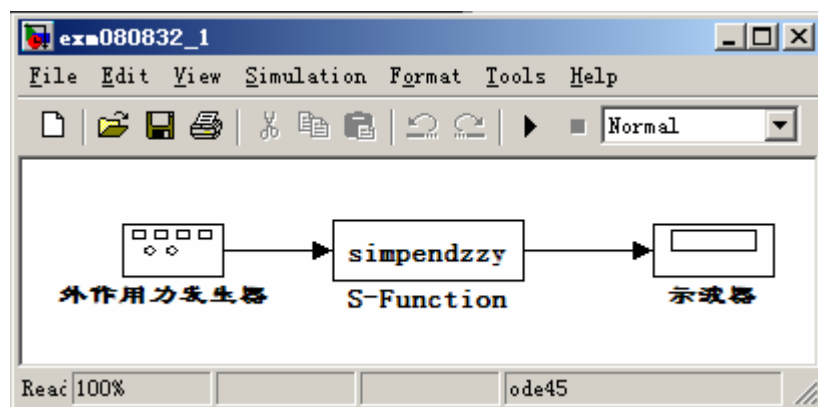 exm080832_1
File Edit View Simulation Format Tools Help
Normal
simpendzzy
外作用力发生器
S-Function
示波器
Read 100% ode45